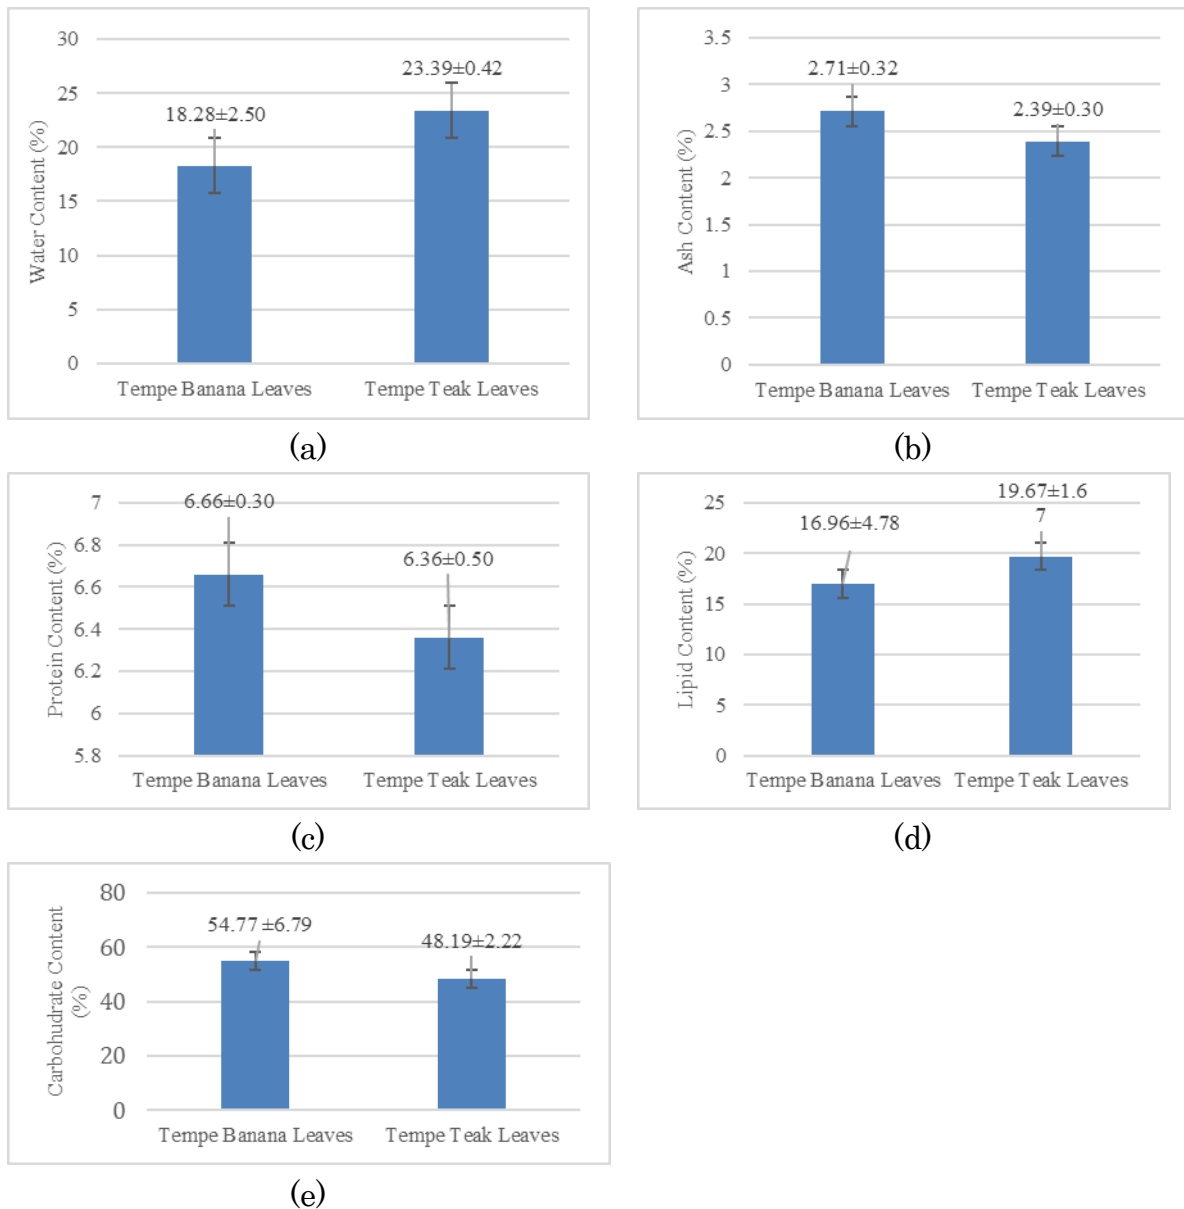 30
25
20
15
10
5
0
Water Content (%)
18.28±2.50
23.39±0.42
Tempe Banana Leaves
Tempe Teak Leaves
(a)
3.5
3
2.5
2
1.5
1
0.5
0
Ash Content (%)
2.71±0.32
2.39±0.30
Tempe Banana Leaves
Tempe Teak Leaves
(b)
7
6.8
6.6
6.4
6.2
6
5.8
Protein Content (%)
6.66±0.30
6.36±0.50
Tempe Banana Leaves
Tempe Teak Leaves
(c)
25
20
15
10
5
0
Lipid Content (%)
16.96±4.78
19.67±1.6
7
Tempe Banana Leaves
Tempe Teak Leaves
(d)
80
60
40
20
0
Carbohudrate Content
(%)
54.77 ±6.79
48.19±2.22
Tempe Banana Leaves
Tempe Teak Leaves
(e)